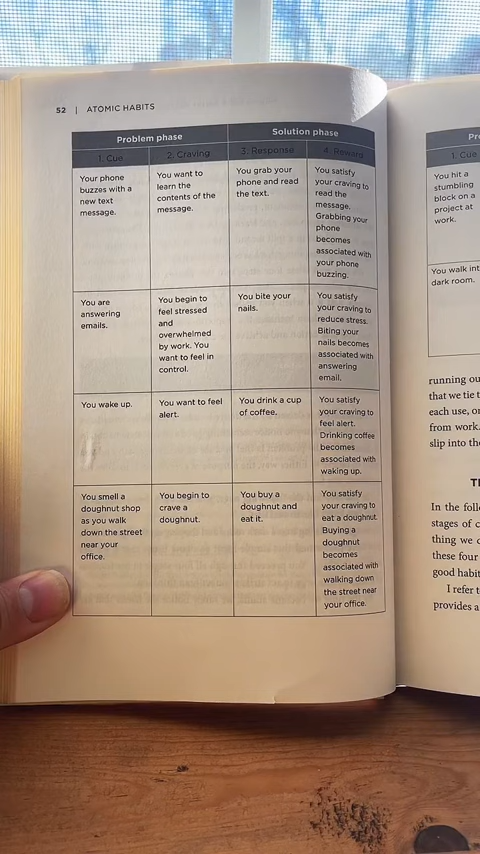 52 | ATOMIC HABITS
Problem phase
Solution phase
1. Cue
2. Craving
3. Response
4. Reward
Your phone
buzzes with a
new text
message.
You want to
learn the
contents of the
message.
You grab your
phone and read
the text.
You satisfy
your craving to
read the
message.
Grabbing your
phone
becomes
associated with
your phone
buzzing.
You are
answering
emails.
You begin to
feel stressed
and
overwhelmed
by work. You
want to feel in
control.
You bite your
nails.
You satisfy
your craving to
reduce stress.
Biting your
nails becomes
associated with
answering
email.
You wake up.
You want to feel
alert.
You drink a cup
of coffee.
You satisfy
your craving to
feel alert.
Drinking coffee
becomes
associated with
waking up.
You smell a
doughnut shop
as you walk
down the street
near your
office.
You begin to
crave a
doughnut.
You buy a
doughnut and
eat it.
You satisfy
your craving to
eat a doughnut.
Buying a
doughnut
becomes
associated with
walking down
the street near
your office.
1. Cue
You hit a
stumbling
block on a
project at
work.
You walk int
dark room.
running ou
that we tie t
each use, or
from work.
slip into the
In the foll
stages of c
thing we c
these four
good habit
I refer t
provides a